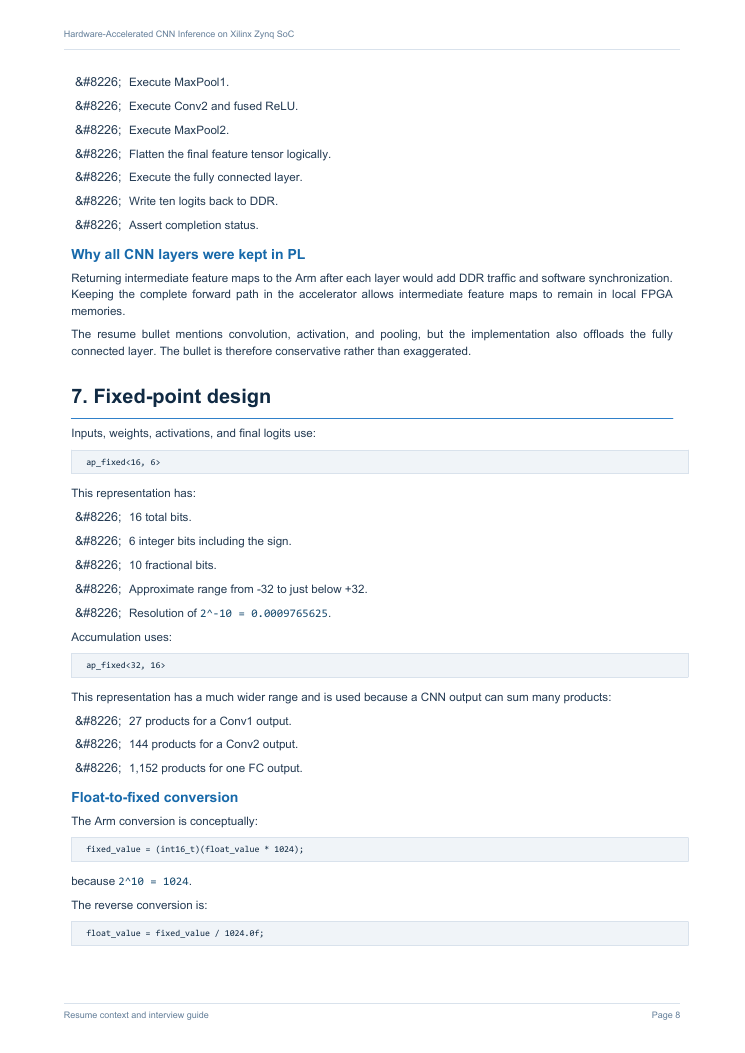 Hardware-Accelerated CNN Inference on Xilinx Zynq SoC
&#8226; Execute MaxPool1.
&#8226; Execute Conv2 and fused ReLU.
&#8226; Execute MaxPool2.
&#8226; Flatten the final feature tensor logically.
&#8226; Execute the fully connected layer.
&#8226; Write ten logits back to DDR.
&#8226; Assert completion status.
Why all CNN layers were kept in PL
Returning intermediate feature maps to the Arm after each layer would add DDR traffic and software synchronization.
Keeping the complete forward path in the accelerator allows intermediate feature maps to remain in local FPGA
memories.
The resume bullet mentions convolution, activation, and pooling, but the implementation also offloads the fully
connected layer. The bullet is therefore conservative rather than exaggerated.
7. Fixed-point design
Inputs, weights, activations, and final logits use:
ap_fixed<16, 6>
This representation has:
&#8226; 16 total bits.
&#8226; 6 integer bits including the sign.
&#8226; 10 fractional bits.
&#8226; Approximate range from -32 to just below +32.
&#8226; Resolution of 2^-10 = 0.0009765625.
Accumulation uses:
ap_fixed<32, 16>
This representation has a much wider range and is used because a CNN output can sum many products:
&#8226; 27 products for a Conv1 output.
&#8226; 144 products for a Conv2 output.
&#8226; 1,152 products for one FC output.
Float-to-fixed conversion
The Arm conversion is conceptually:
fixed_value = (int16_t)(float_value * 1024);
because 2^10 = 1024.
The reverse conversion is:
float_value = fixed_value / 1024.0f;
Resume context and interview guide
Page 8